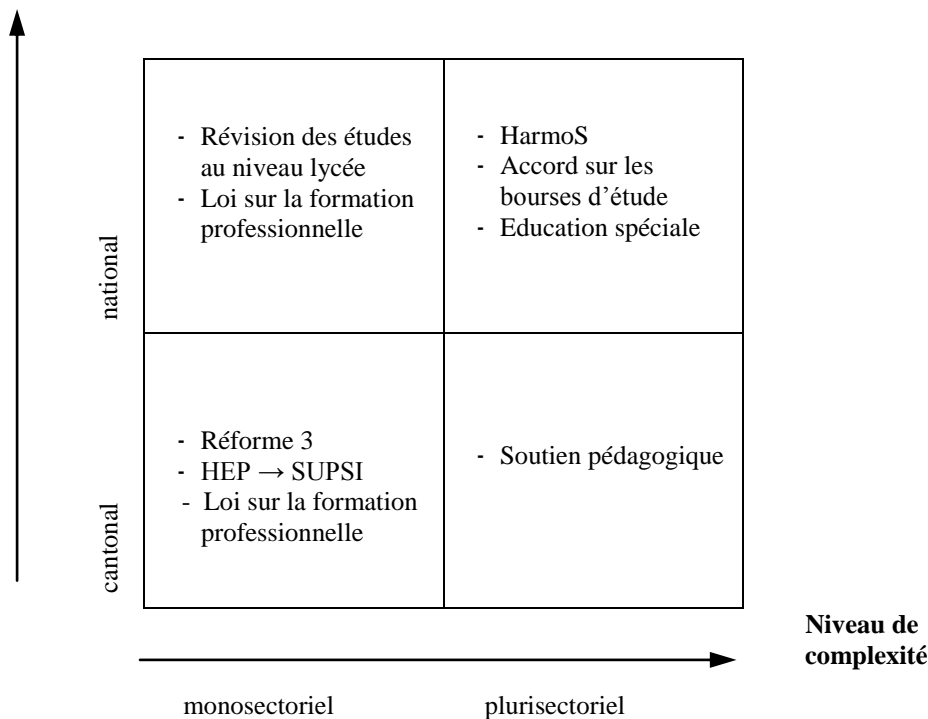 - Révision des études
au niveau lycée
- Loi sur la formation
professionnelle
- HarmoS
- Accord sur les
bourses d'étude
- Education spéciale
national
- Réforme 3
- HEP → SUPSI
- Loi sur la formation
professionnelle
- Soutien pédagogique
cantonal
Niveau de
complexité
monosectoriel
plurisectoriel